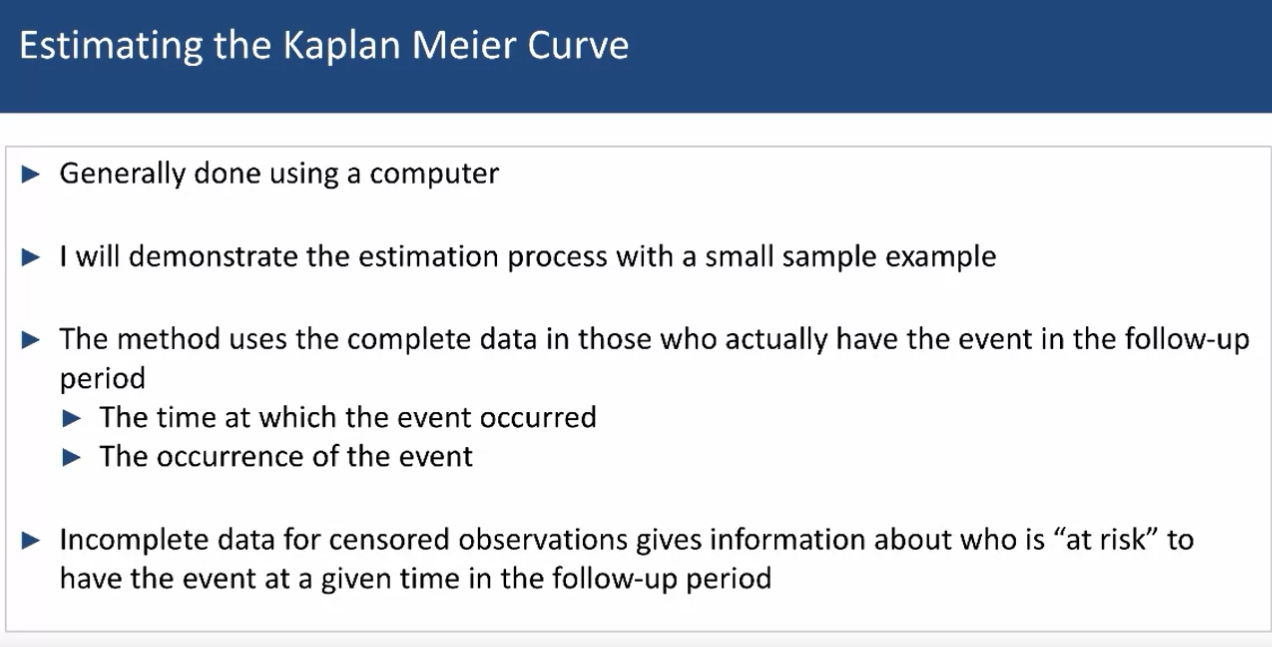 Estimating the Kaplan Meier Curve
► Generally done using a computer
► I will demonstrate the estimation process with a small sample example
► The method uses the complete data in those who actually have the event in the follow-up
period
► The time at which the event occurred
► The occurrence of the event
► Incomplete data for censored observations gives information about who is “at risk” to
have the event at a given time in the follow-up period